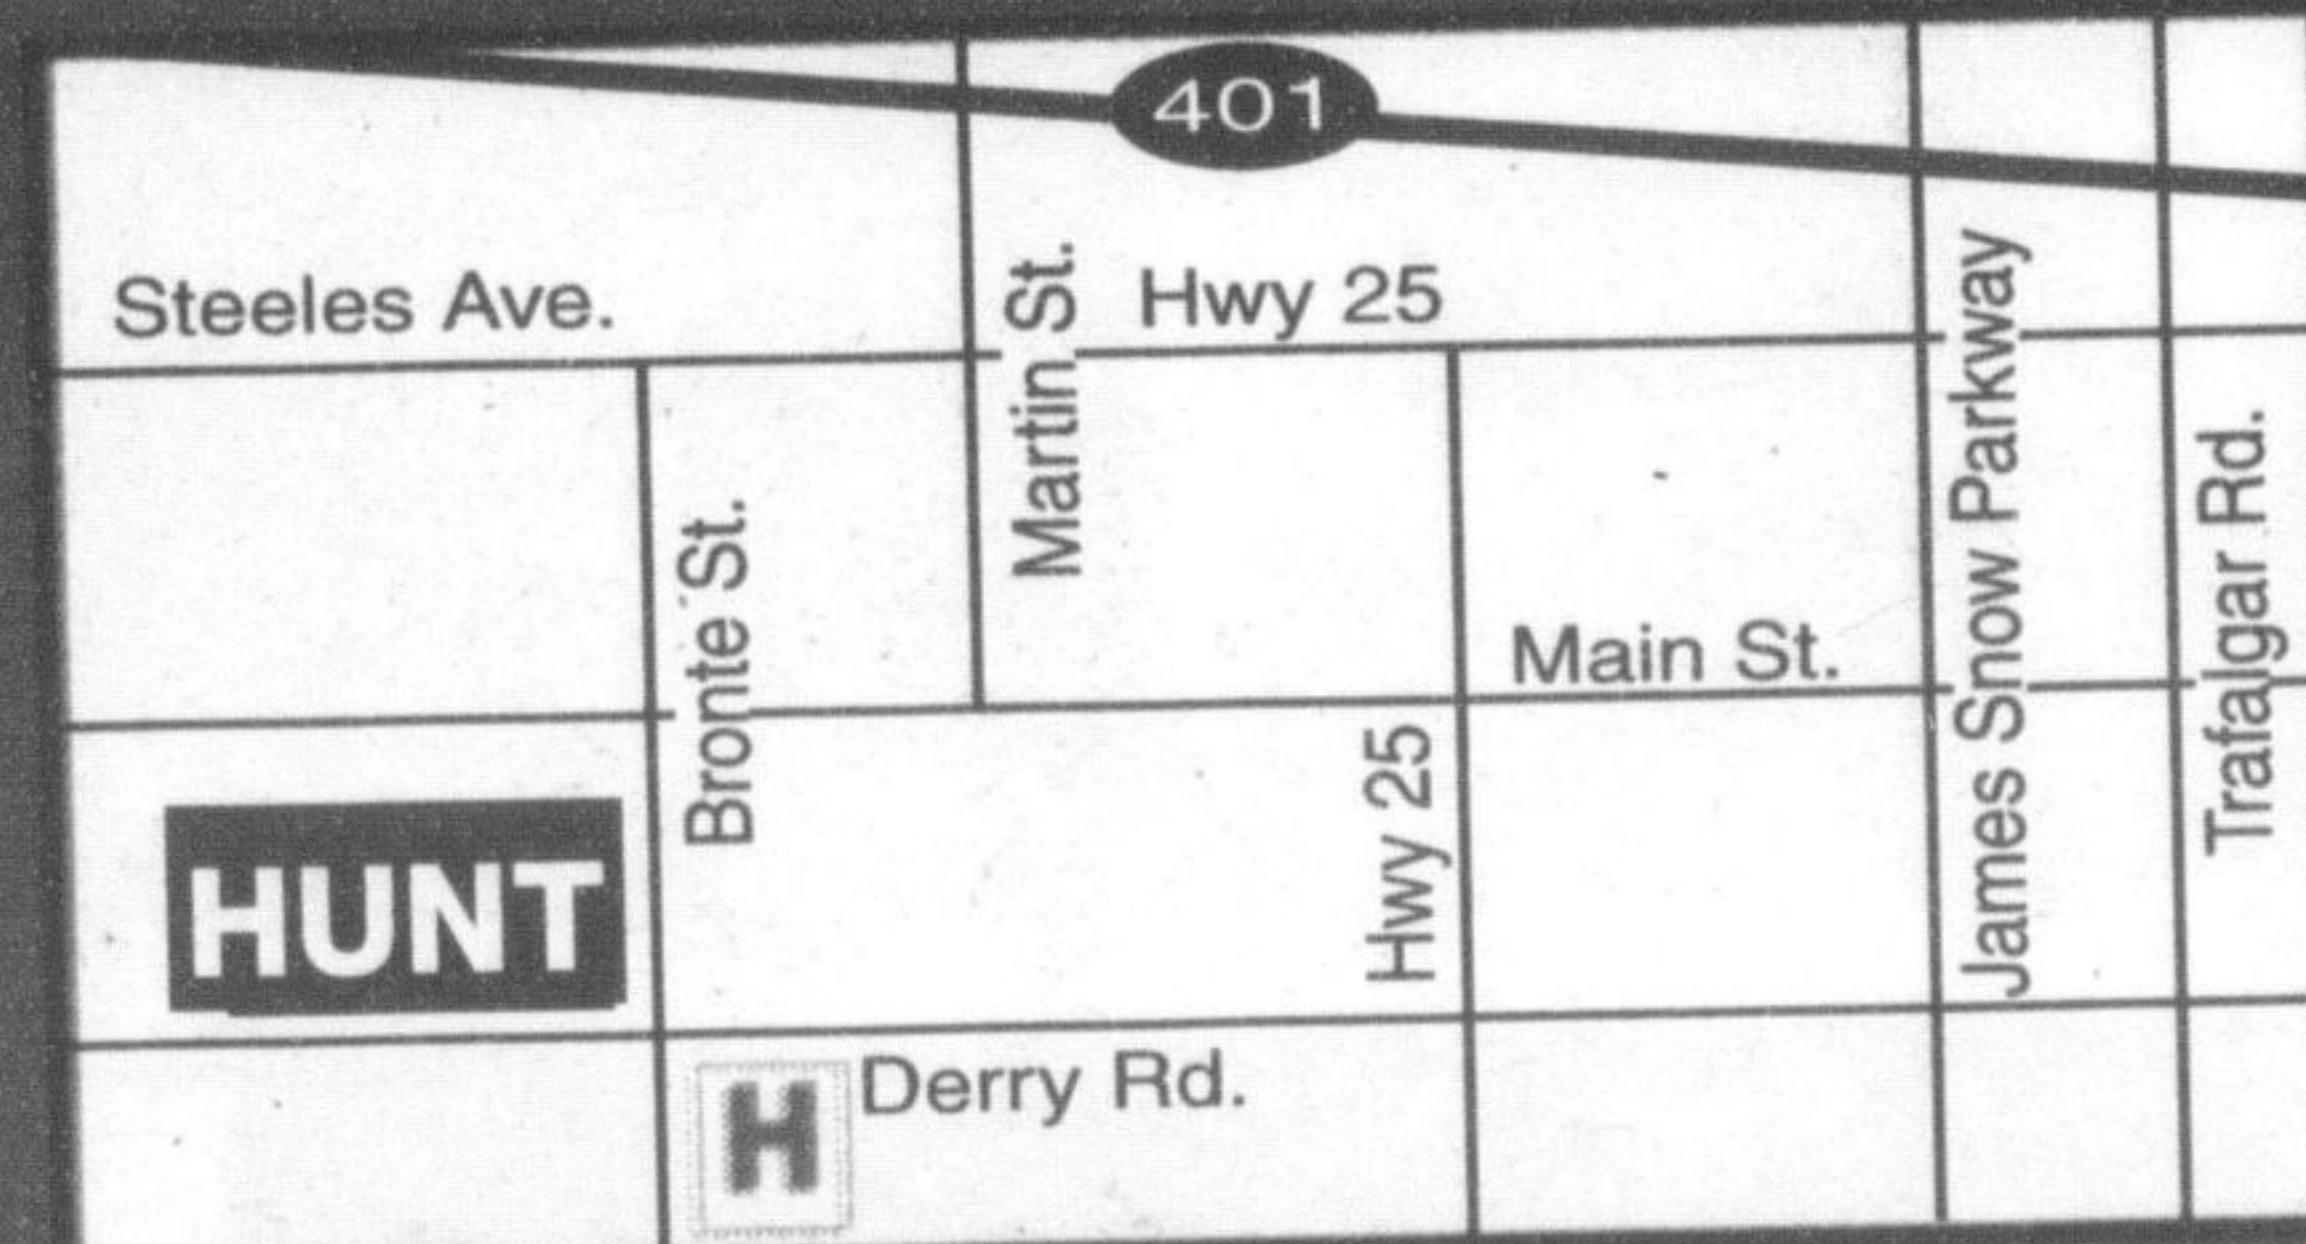 401
Steeles Ave.
Martin St.
Hwy 25
James Snow Parkway
Trafalgar Rd.
Bronte St.
Main St.
Hwy 25
HUNT
H
Derry Rd.